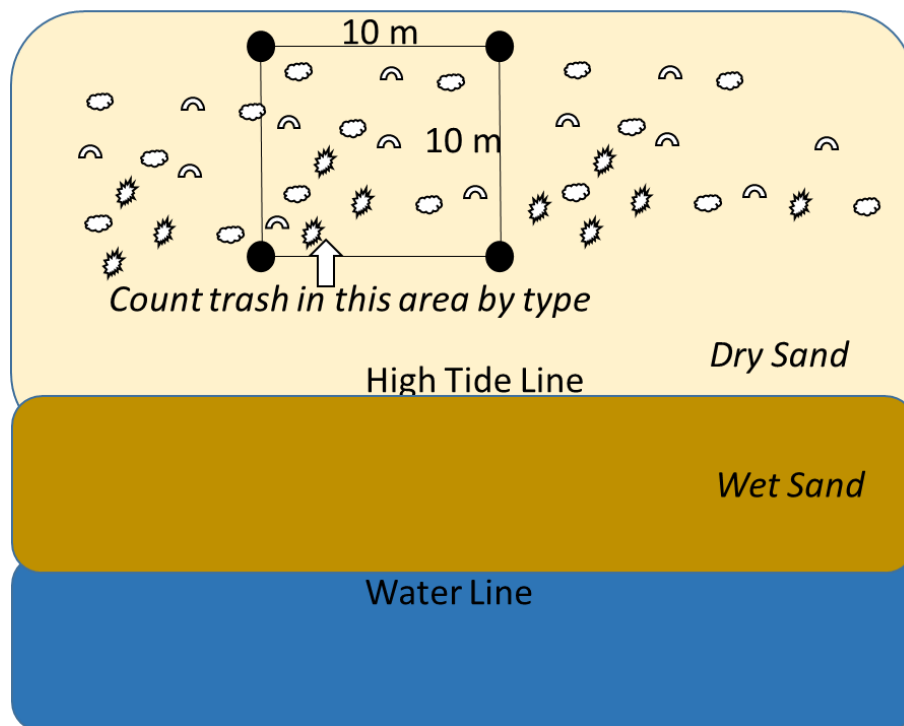 10 m
10 m
Count trash in this area by type
Dry Sand
High Tide Line
Wet Sand
Water Line